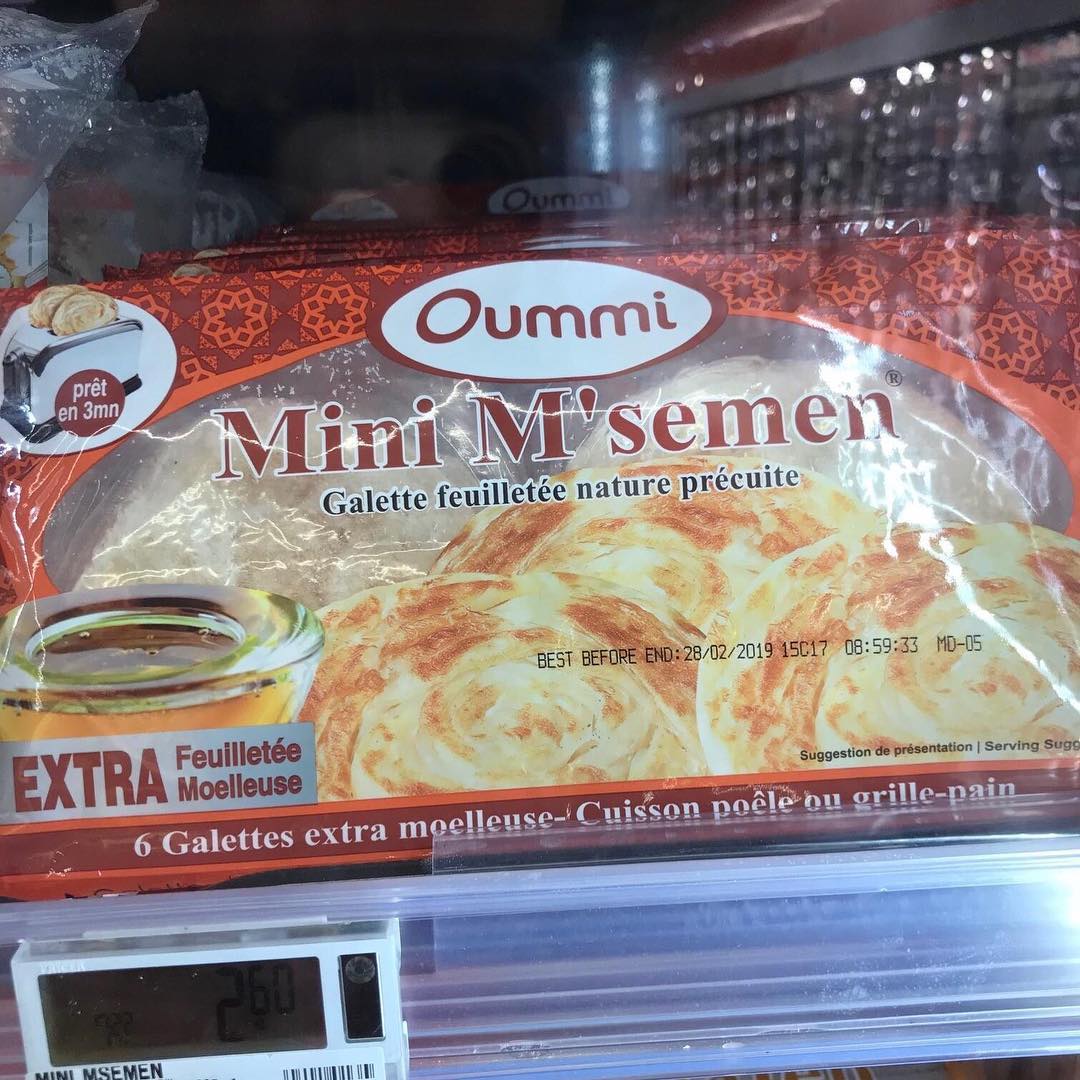 Oummi
Oummi
prêt
en 3mn
Mini M'semen®
Galette feuilletée nature précuite
BEST BEFORE END:28/02/2019 15C17 08:59:33 MD-05
Suggestion de présentation | Serving Sugg
EXTRA Feuilletée
Moelleuse
6 Galettes extra moelleuse- Cuisson poêle ou grille-pain
2€60
MINI MSEMEN